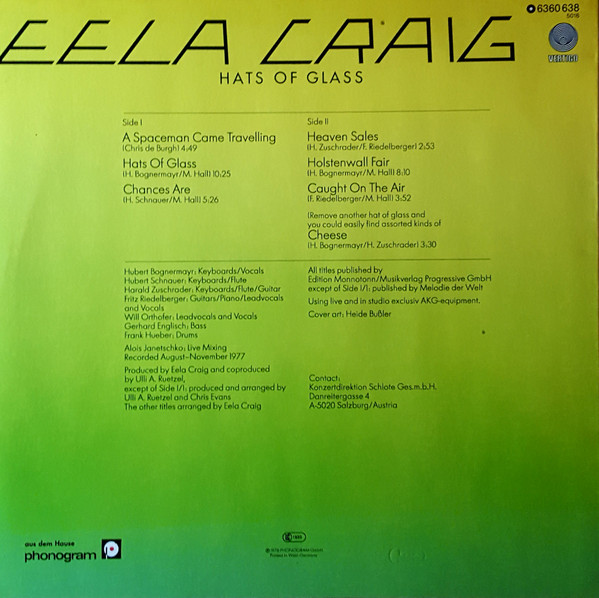 EELA CRAIG
6360 638
5015
VERTIGO
HATS OF GLASS
Side I
A Spaceman Came Travelling
(Chris de Burgh) 4:49
Hats Of Glass
(H. Bognermayr/M. Hall) 10:25
Chances Are
(H. Schnauer/M. Hall) 5:26
Side II
Heaven Sales
(H. Zuschrader/F. Riedelberger) 2:53
Holstenwall Fair
(H. Bognermayr/M. Hall) 8:10
Caught On The Air
(F. Riedelberger/M. Hall) 3:52
(Remove another hat of glass and
you could easily find assorted kinds of
Cheese
(H. Bognermayr/H. Zuschrader) 3:30
Hubert Bognermayr: Keyboards/Vocals
Hubert Schnauer: Keyboards/Flute
Harald Zuschrader: Keyboards/Flute/Guitar
Fritz Riedelberger: Guitars/Piano/Leadvocals
and Vocals
Will Orthofer: Leadvocals and Vocals
Gerhard Englisch: Bass
Frank Hueber: Drums
Alois Janetschko: Live Mixing
Recorded August–November 1977
Produced by Eela Craig and coproduced
by Ulli A. Ruetzel,
except of Side I/1: produced and arranged by
Ulli A. Ruetzel and Chris Evans
The other titles arranged by Eela Craig
All titles published by
Edition Monnotonn/Musikverlag Progressive GmbH
except of Side I/1: published by Melodie der Welt
Using live and in studio exclusiv AKG-equipment.
Cover art: Heide Bußler
Contact:
Konzertdirektion Schlote Ges.m.b.H.
Danreitergasse 4
A-5020 Salzburg/Austria
aus dem Hause
phonogram